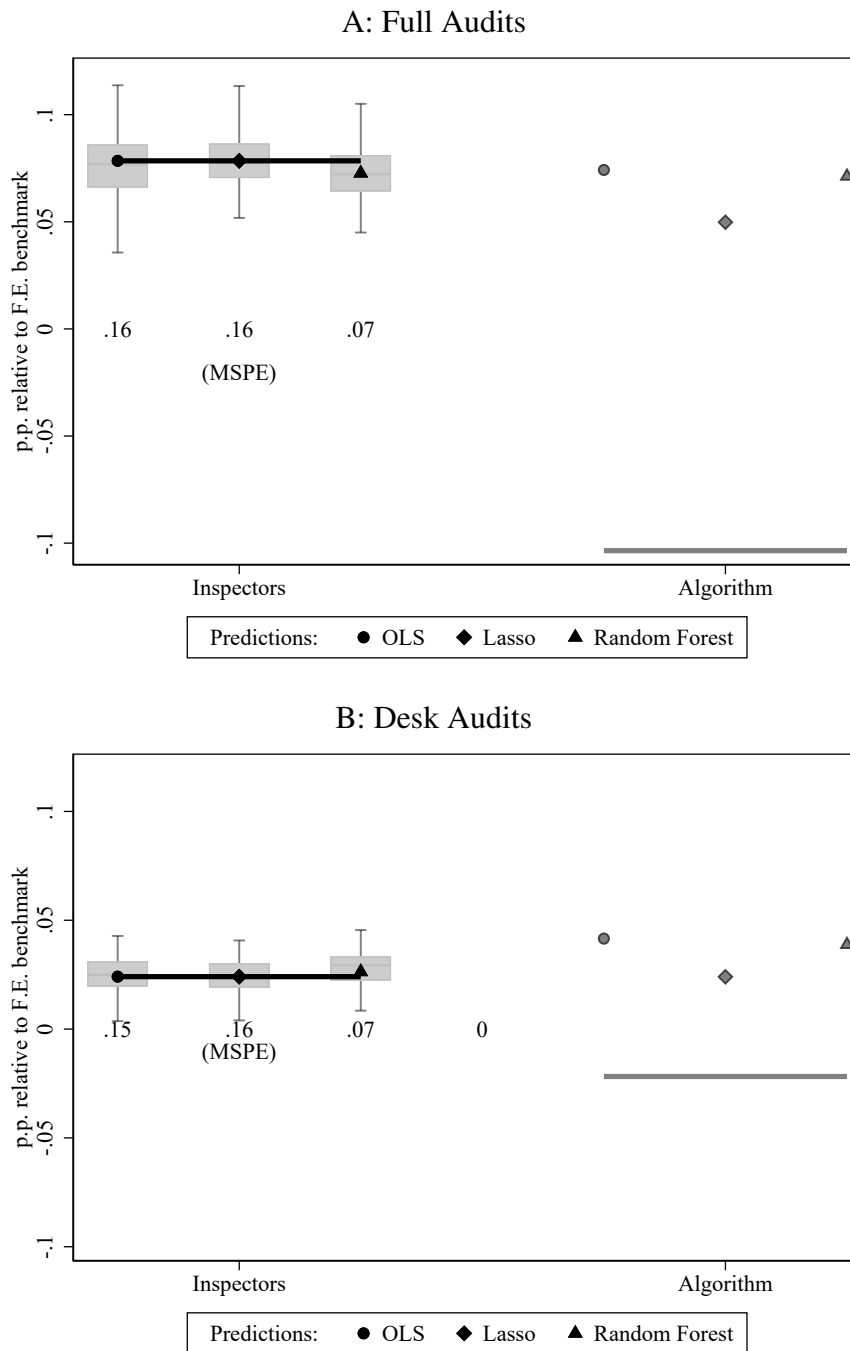 A: Full Audits
p.p. relative to F.E. benchmark
.1
.05
0
-.05
-.1
.16 .16 .07
(MSPE)
Inspectors Algorithm
Predictions: OLS Lasso Random Forest
B: Desk Audits
p.p. relative to F.E. benchmark
.1
.05
0
-.05
-.1
.15 .16 .07 0
(MSPE)
Inspectors Algorithm
Predictions: OLS Lasso Random Forest